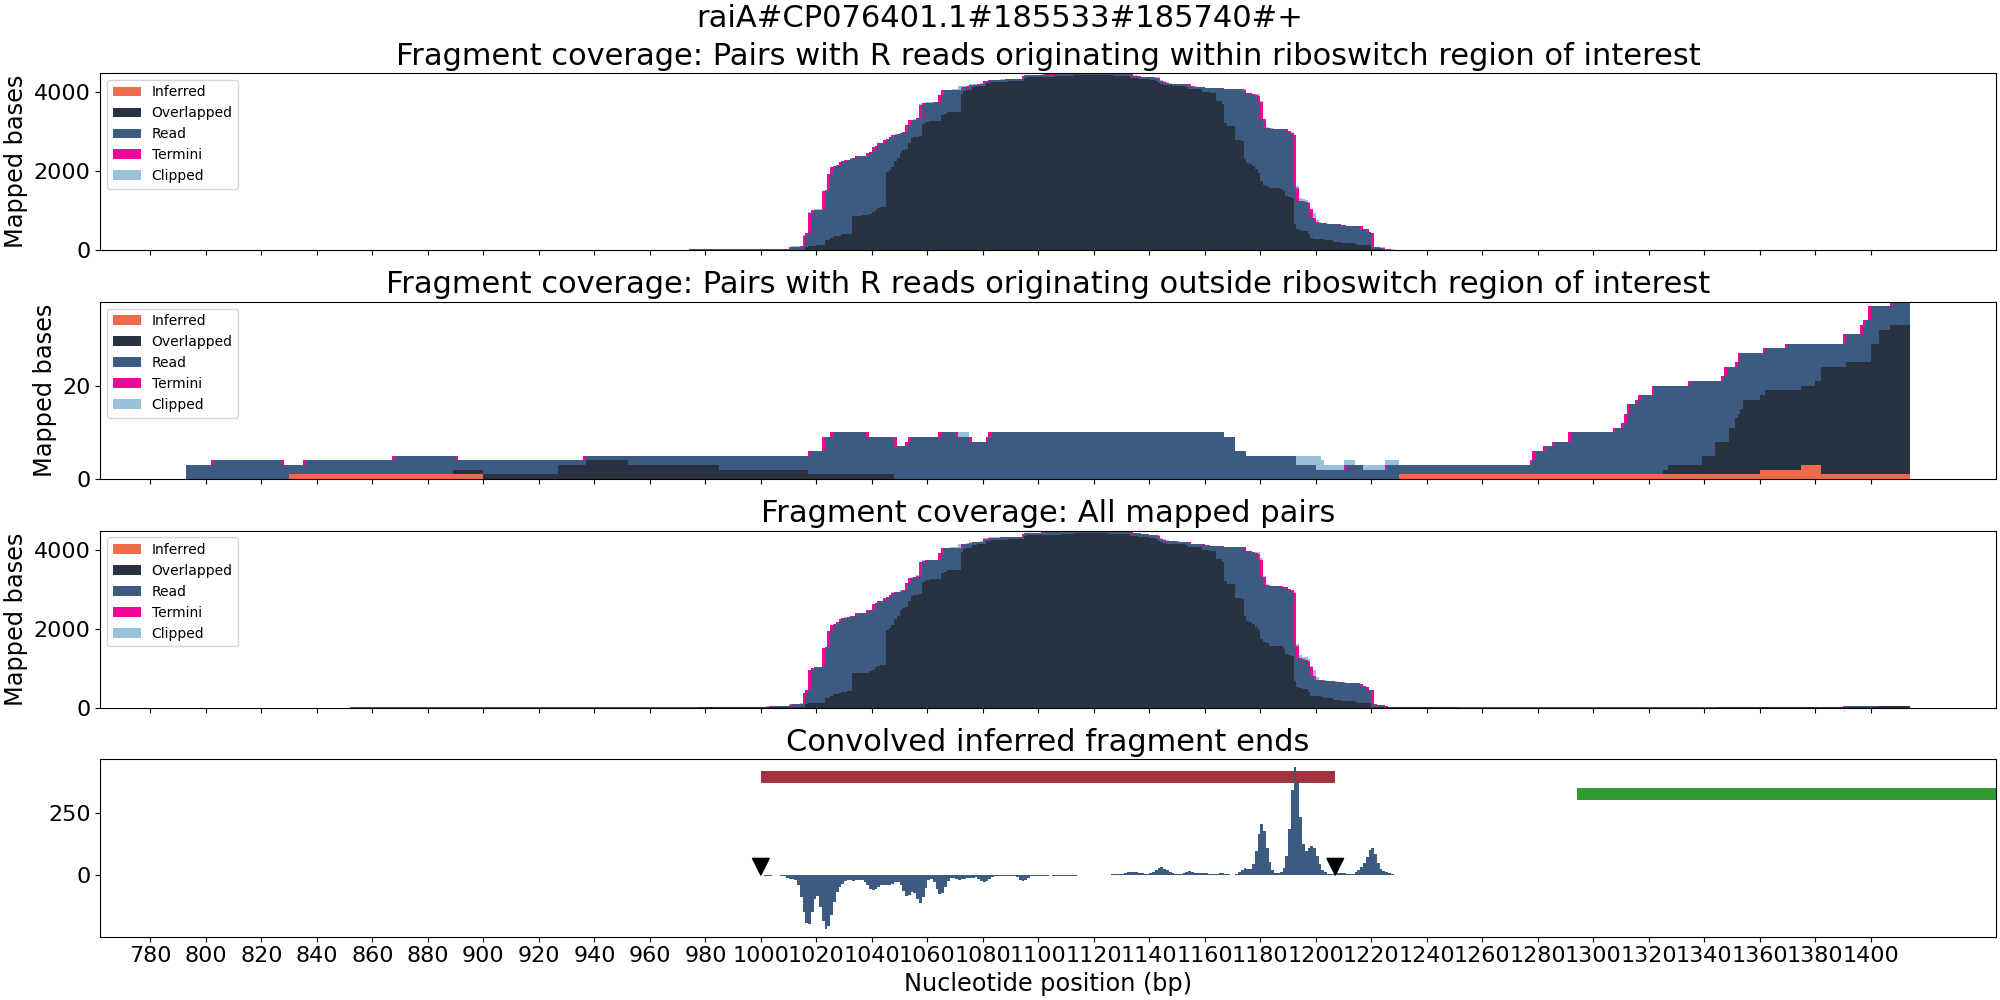 raiA#CP076401.1#185533#185740#+
Fragment coverage: Pairs with R reads originating within riboswitch region of interest
Mapped bases
4000
2000
0
Inferred
Overlapped
Read
Termini
Clipped
Fragment coverage: Pairs with R reads originating outside riboswitch region of interest
Mapped bases
20
0
Inferred
Overlapped
Read
Termini
Clipped
Fragment coverage: All mapped pairs
Mapped bases
4000
2000
0
Inferred
Overlapped
Read
Termini
Clipped
Convolved inferred fragment ends
250
0
780 800 820 840 860 880 900 920 940 960 980 1000 1020 1040 1060 1080 1100 1120 1140 1160 1180 1200 1220 1240 1260 1280 1300 1320 1340 1360 1380 1400
Nucleotide position (bp)